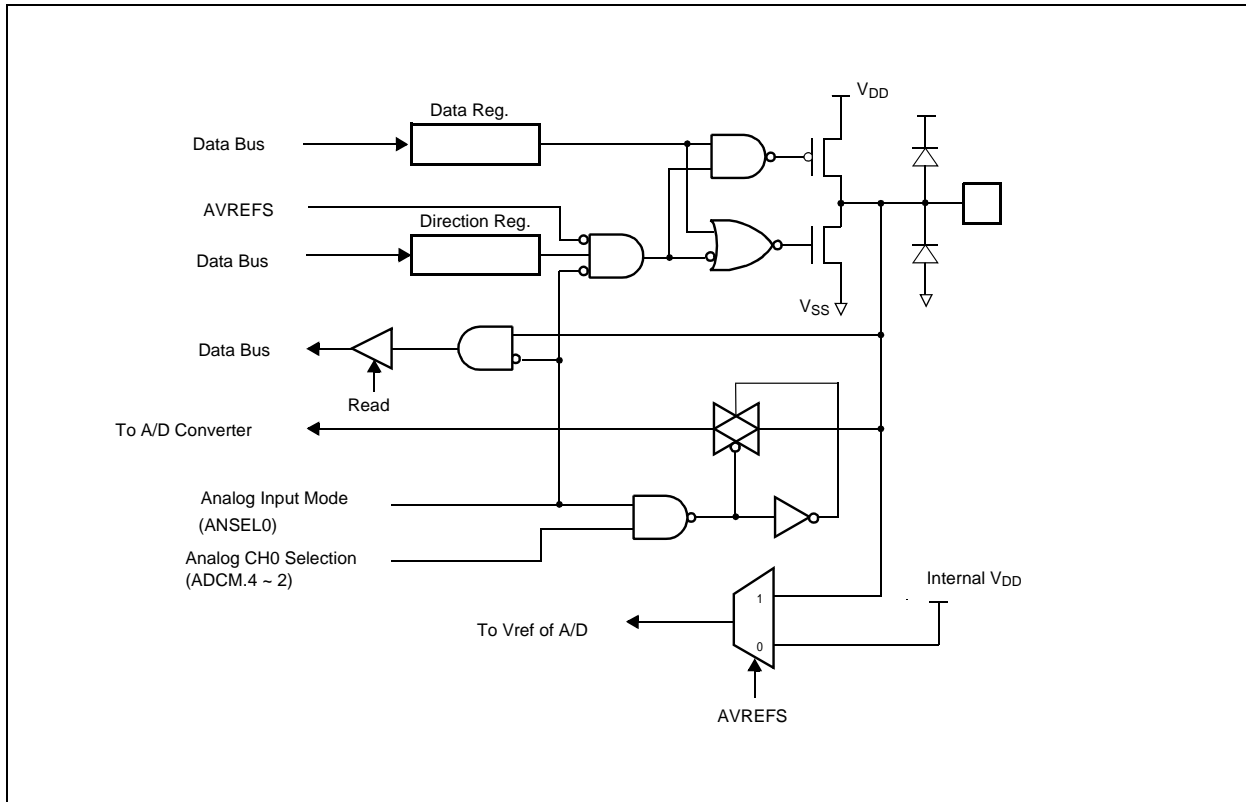 VDD
Data Reg.
Data Bus
AVREFS
Direction Reg.
Data Bus
VSS
Data Bus
Read
To A/D Converter
Analog Input Mode
(ANSEL0)
Analog CH0 Selection
(ADCM.4 ~ 2)
Internal VDD
1
To Vref of A/D
0
AVREFS